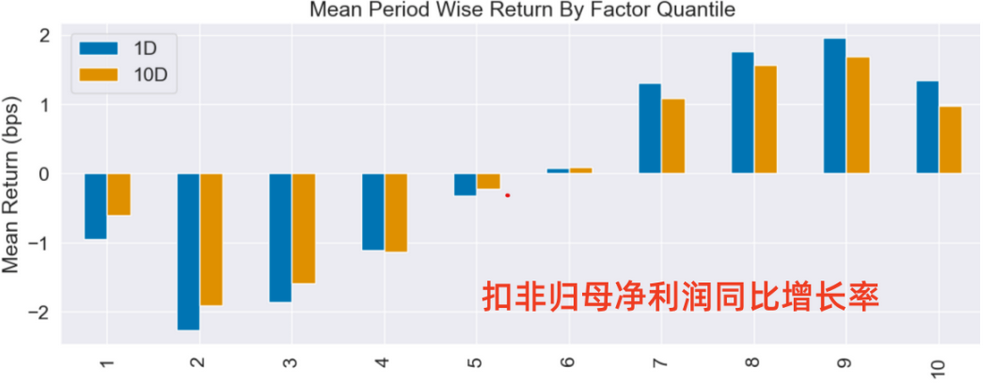 Mean Period Wise Return By Factor Quantile
Mean Return (bps)
2
1
0
−1
−2
1D
10D
扣非归母净利润同比增长率
1 2 3 4 5 6 7 8 9 10